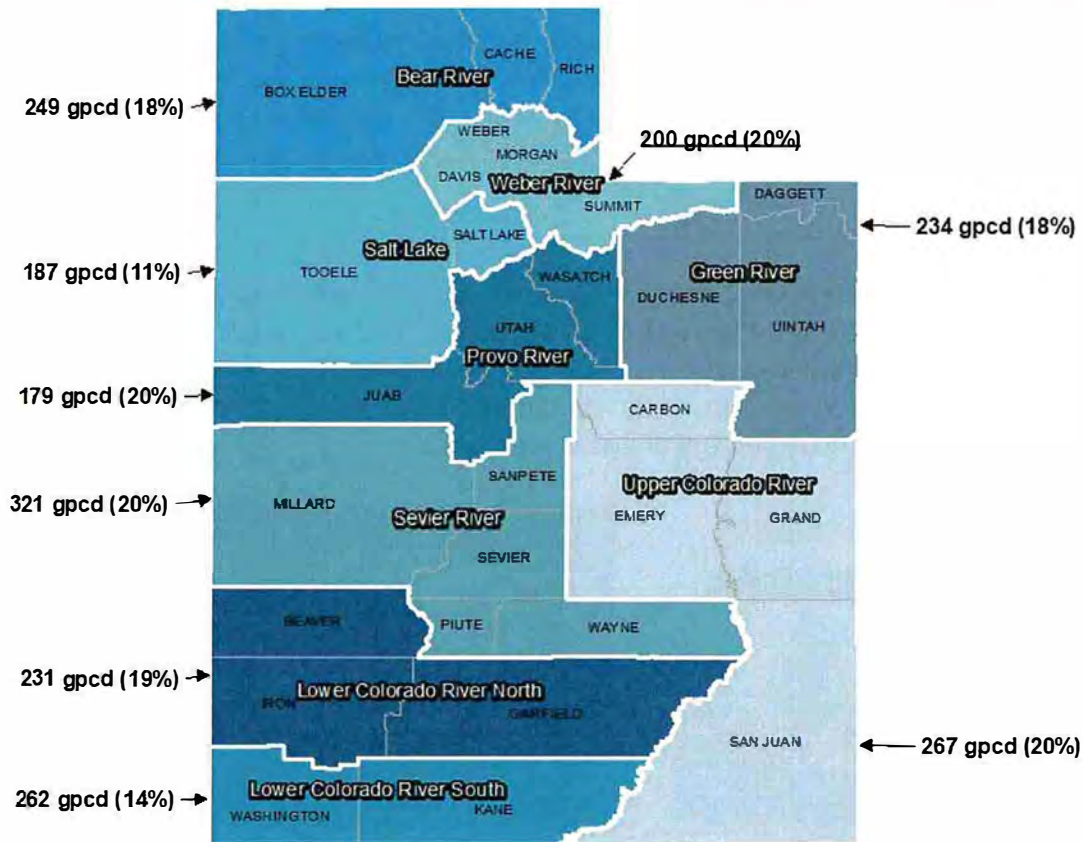 CACHE
RICH
Bear River
BOX ELDER
249 gpcd (18%)
WEBER
MORGAN
200 gpcd (20%)
DAVIS
Weber River
SUMMIT
DAGGETT
234 gpcd (18%)
SALT LAKE
Salt Lake
187 gpcd (11%)
TOOELE
WASATCH
Green River
DUCHESNE
UINTAH
UTAH
Provo River
179 gpcd (20%)
JUAB
CARBON
SANPETE
Upper Colorado River
321 gpcd (20%)
MILLARD
EMERY
GRAND
Sevier River
SEVIER
BEAVER
PIUTE
WAYNE
231 gpcd (19%)
Lower Colorado River North
IRON
GARFIELD
SAN JUAN
267 gpcd (20%)
262 gpcd (14%)
Lower Colorado River South
KANE
WASHINGTON